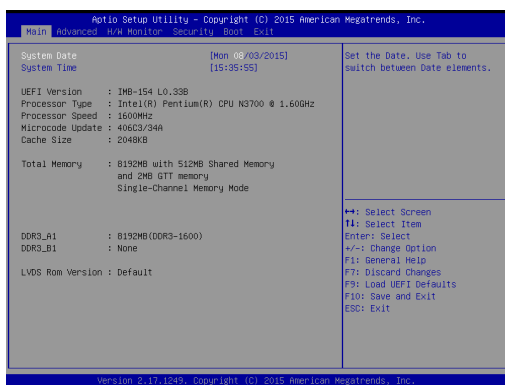 Aptio Setup Utility – Copyright (C) 2015 American Megatrends, Inc.
Main Advanced H/W Monitor Security Boot Exit
System Date [Mon 08/03/2015]
System Time [15:35:55]
UEFI Version : IMB-154 L0.33B
Processor Type : Intel(R) Pentium(R) CPU N3700 @ 1.60GHz
Processor Speed : 1600MHz
Microcode Update : 406C3/34A
Cache Size : 2048KB
Total Memory : 8192MB with 512MB Shared Memory
and 2MB GTT memory
Single-Channel Memory Mode
DDR3_A1 : 8192MB(DDR3-1600)
DDR3_B1 : None
LVDS Rom Version : Default
Set the Date. Use Tab to
switch between Date elements.
↔: Select Screen
↑↓: Select Item
Enter: Select
+/-: Change Option
F1: General Help
F7: Discard Changes
F9: Load UEFI Defaults
F10: Save and Exit
ESC: Exit
Version 2.17.1249. Copyright (C) 2015 American Megatrends, Inc.